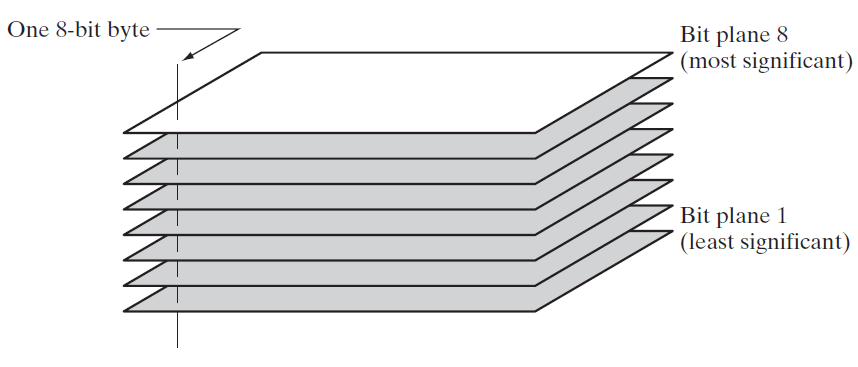 One 8-bit byte
Bit plane 8
(most significant)
Bit plane 1
(least significant)